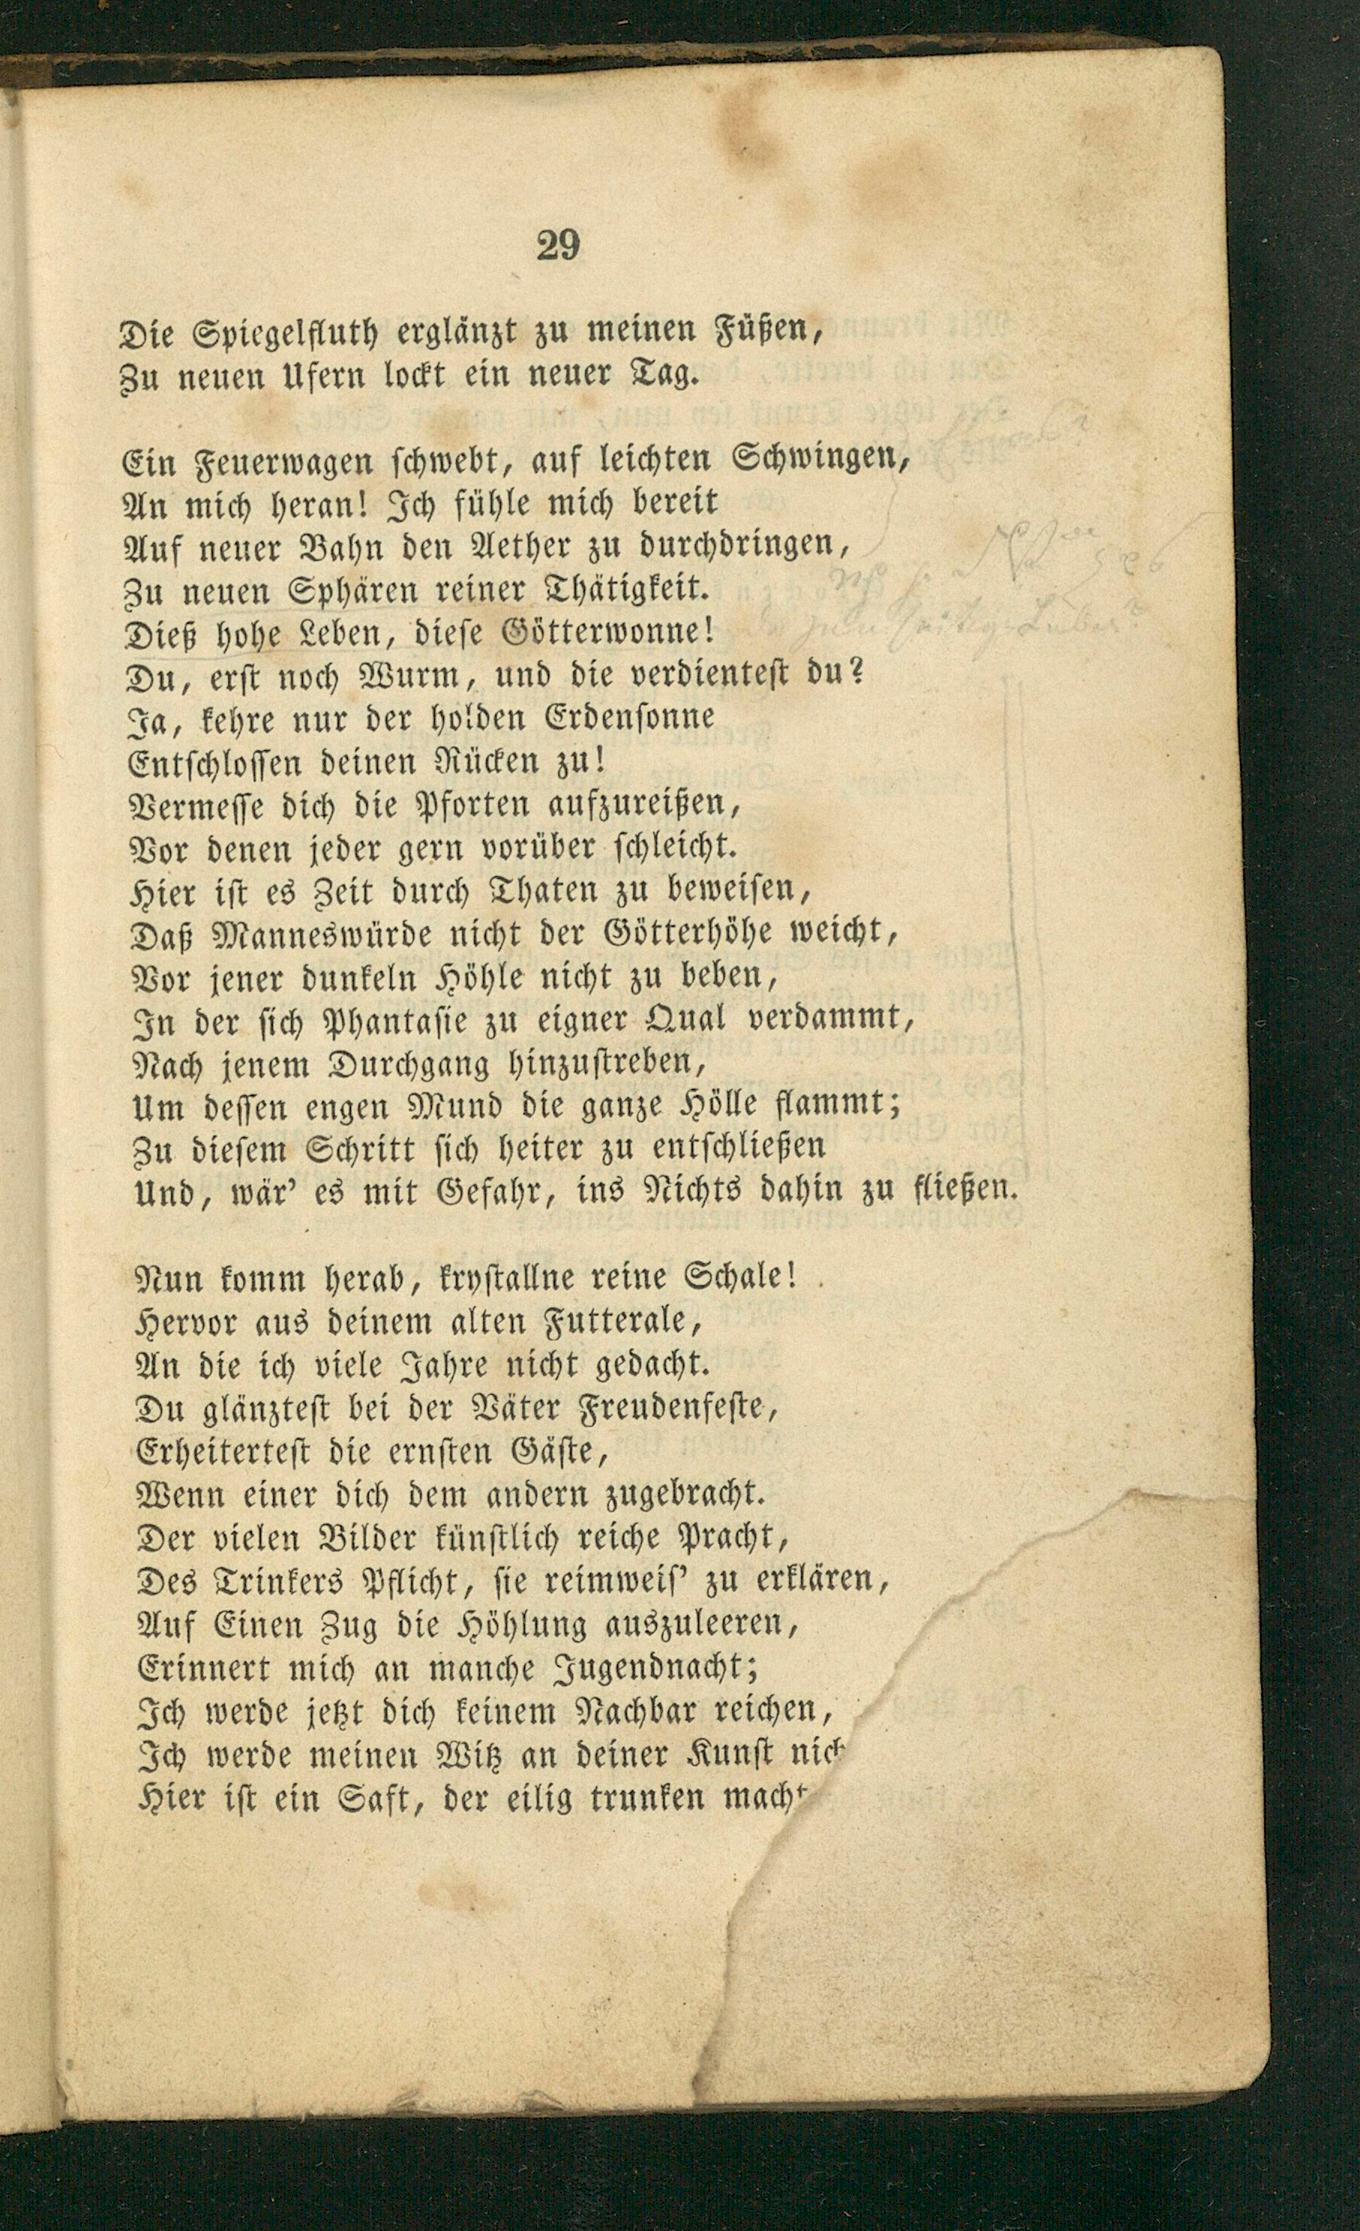 29
Die Spiegelfluth erglänzt zu meinen Füßen,
Zu neuen Ufern lockt ein neuer Tag.
Ein Feuerwagen schwebt, auf leichten Schwingen,
An mich heran! Ich fühle mich bereit
Auf neuer Bahn den Aether zu durchdringen,
Zu neuen Sphären reiner Thätigkeit.
Dieß hohe Leben, diese Götterwonne!
Du, erst noch Wurm, und die verdientest du?
Ja, kehre nur der holden Erdensonne
Entschlossen deinen Rücken zu!
Vermesse dich die Pforten aufzureißen,
Vor denen jeder gern vorüber schleicht.
Hier ist es Zeit durch Thaten zu beweisen,
Daß Manneswürde nicht der Götterhöhe weicht,
Vor jener dunkeln Höhle nicht zu beben,
In der sich Phantasie zu eigner Qual verdammt,
Nach jenem Durchgang hinzustreben,
Um dessen engen Mund die ganze Hölle flammt;
Zu diesem Schritt sich heiter zu entschließen
Und, wär' es mit Gefahr, ins Nichts dahin zu fließen.
Nun komm herab, krystallne reine Schale!
Hervor aus deinem alten Futterale,
An die ich viele Jahre nicht gedacht.
Du glänztest bei der Väter Freudenfeste,
Erheitertest die ernsten Gäste,
Wenn einer dich dem andern zugebracht.
Der vielen Bilder künstlich reiche Pracht,
Des Trinkers Pflicht, sie reimweis' zu erklären,
Auf Einen Zug die Höhlung auszuleeren,
Erinnert mich an manche Jugendnacht;
Ich werde jetzt dich keinem Nachbar reichen,
Ich werde meinen Witz an deiner Kunst nich
Hier ist ein Saft, der eilig trunken macht